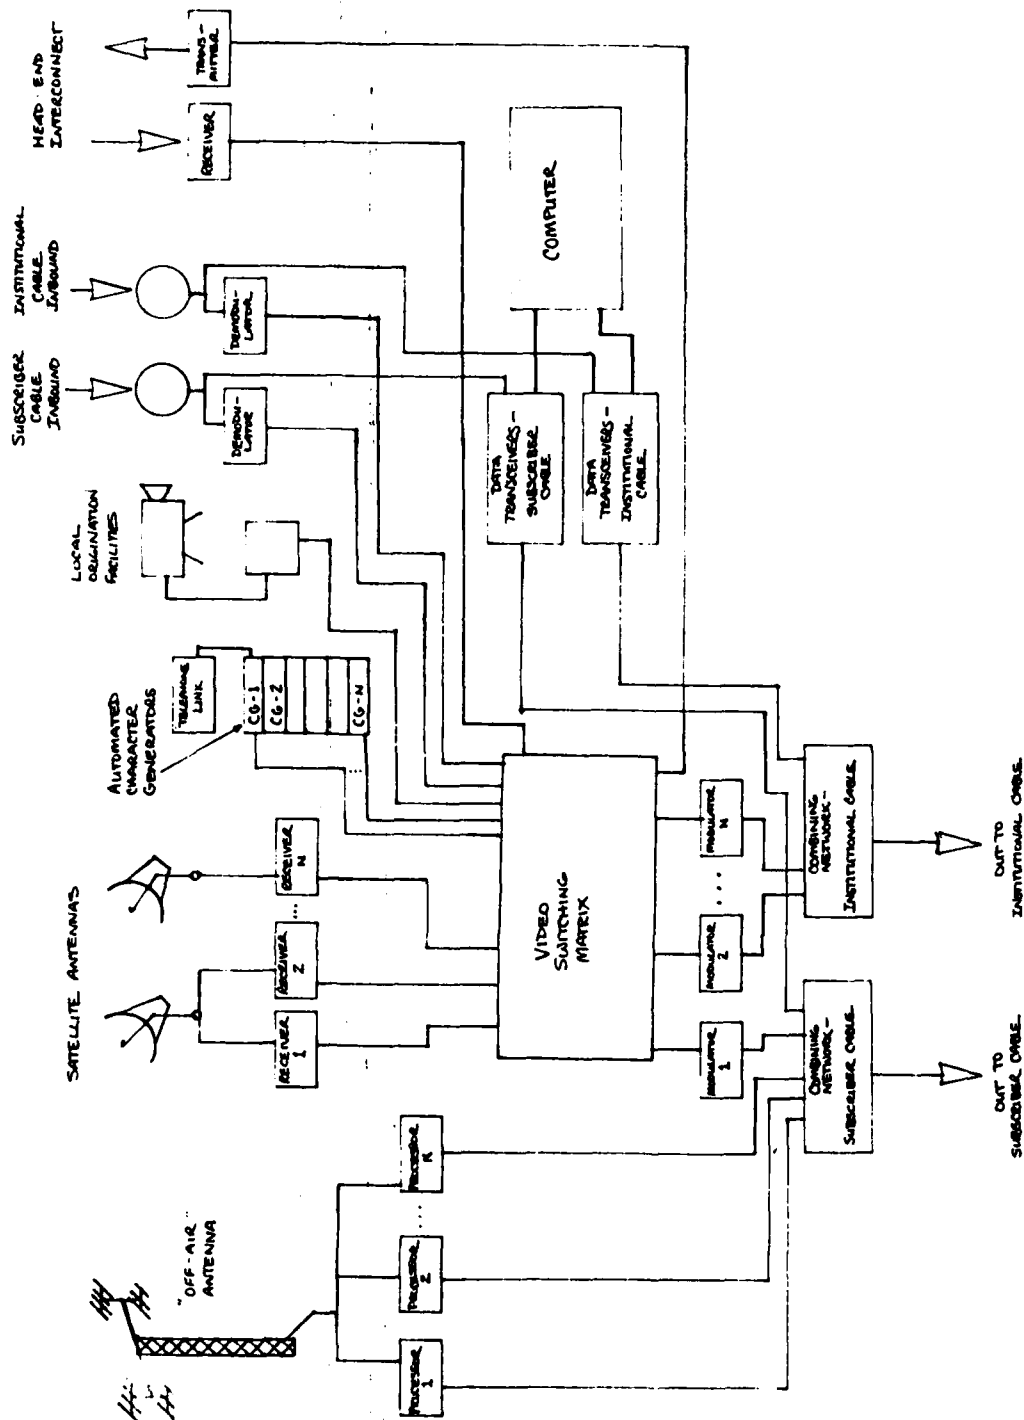 "OFF-AIR"
ANTENNA
SATELLITE ANTENNAS
AUTOMATED
CHARACTER
GENERATORS
LOCAL
ORIGINATION
FACILITIES
SUBSCRIBER
CABLE
INBOUND
INSTITUTIONAL
CABLE
INBOUND
HEAD-END
INTERCONNECT
TELEPHONE
LINK
CG-1
CG-2
CG-N
DEMODU-
LATOR
DEMODU-
LATOR
RECEIVER
TRANS-
MITTER
RECEIVER
1
RECEIVER
2
...
RECEIVER
N
...
PROCESSOR
1
PROCESSOR
2
....
PROCESSOR
K
VIDEO
SWITCHING
MATRIX
DATA
TRANSCEIVERS-
SUBSCRIBER
CABLE
DATA
TRANSCEIVERS-
INSTITUTIONAL
CABLE
COMPUTER
MODULATOR
1
MODULATOR
2
....
MODULATOR
N
COMBINING
NETWORK-
SUBSCRIBER CABLE
COMBINING
NETWORK-
INSTITUTIONAL CABLE
OUT TO
SUBSCRIBER CABLE
OUT TO
INSTITUTIONAL CABLE